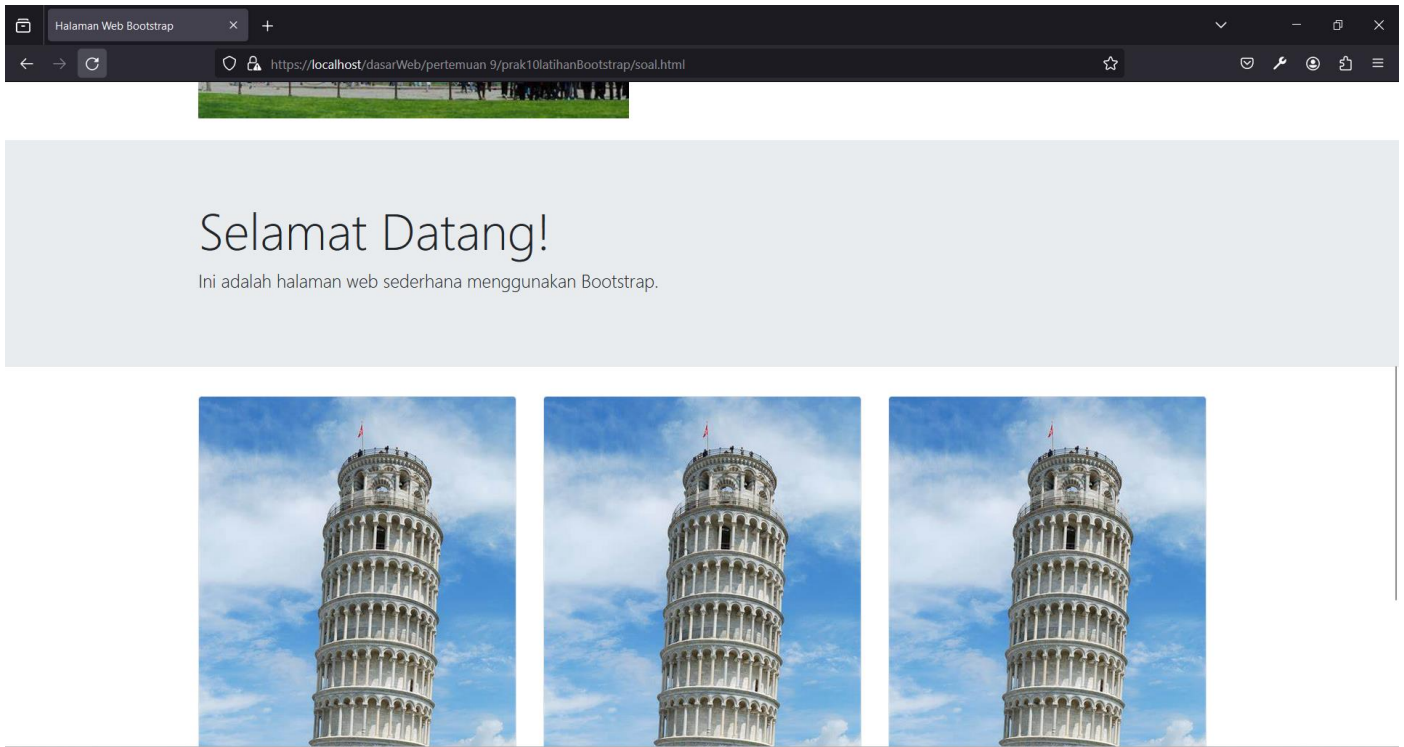 Halaman Web Bootstrap
https://localhost/dasarWeb/pertemuan 9/prak10latihanBootstrap/soal.html
Selamat Datang!
Ini adalah halaman web sederhana menggunakan Bootstrap.